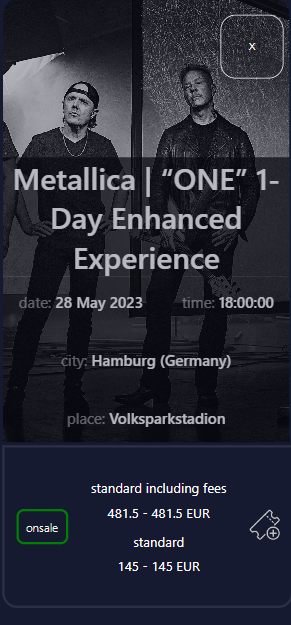 x
Metallica | “ONE” 1-
Day Enhanced
Experience
date: 28 May 2023 time: 18:00:00
city: Hamburg (Germany)
place: Volksparkstadion
standard including fees
481.5 - 481.5 EUR
onsale
standard
145 - 145 EUR